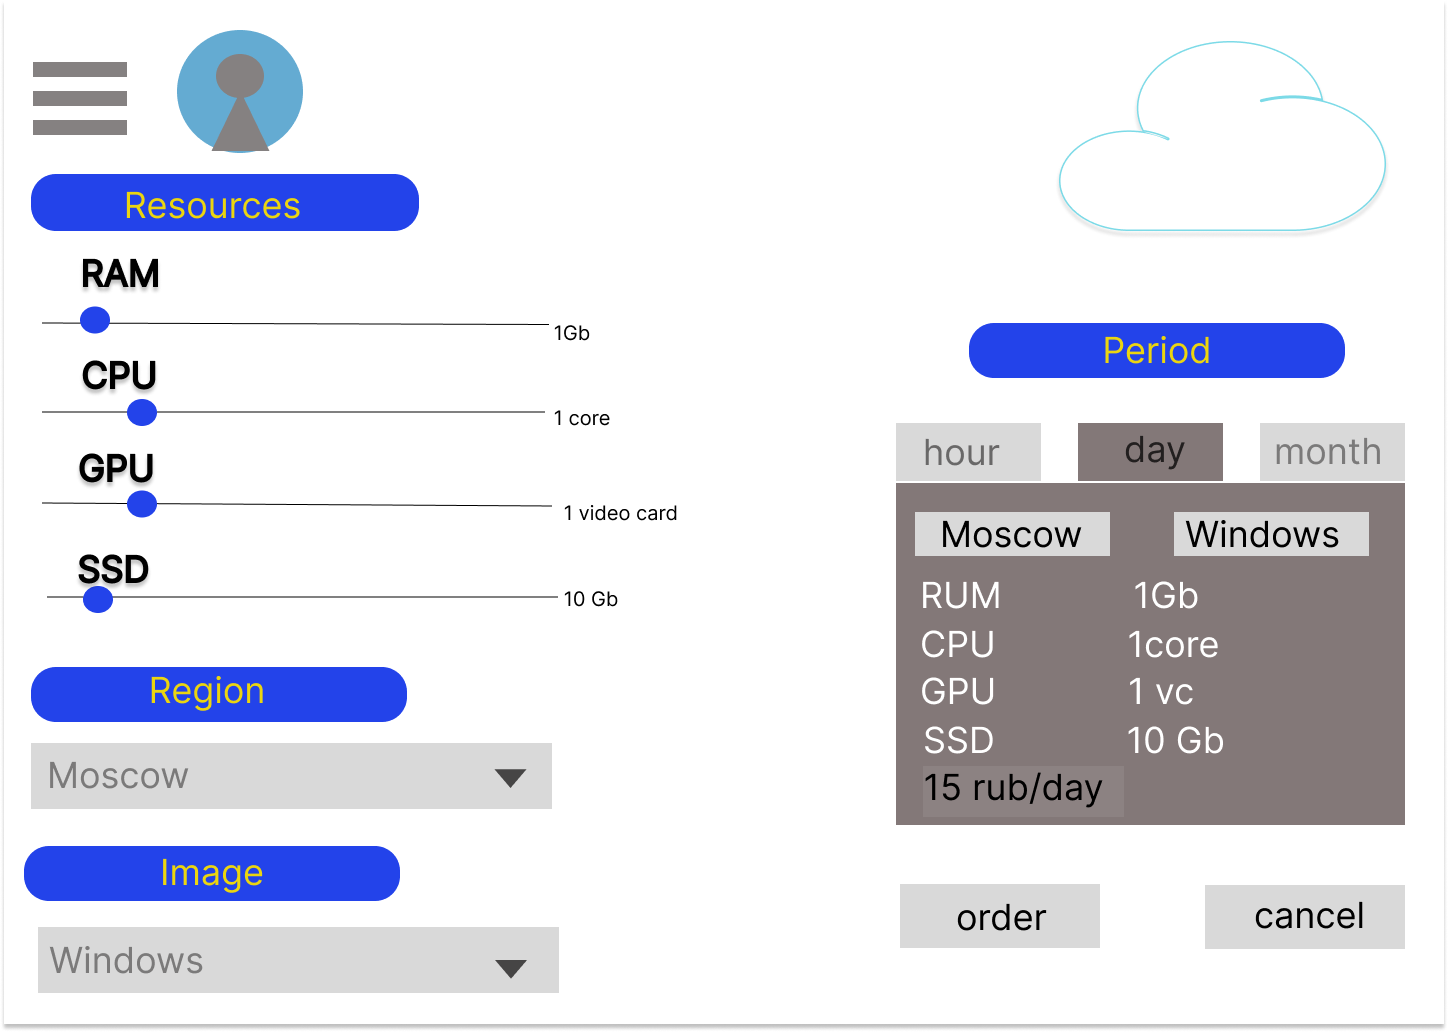 Resources
RAM
1Gb
CPU
1 core
GPU
1 video card
SSD
10 Gb
Region
Moscow
Image
Windows
Period
hour day month
Moscow Windows
RUM 1Gb
CPU 1core
GPU 1 vc
SSD 10 Gb
15 rub/day
order cancel